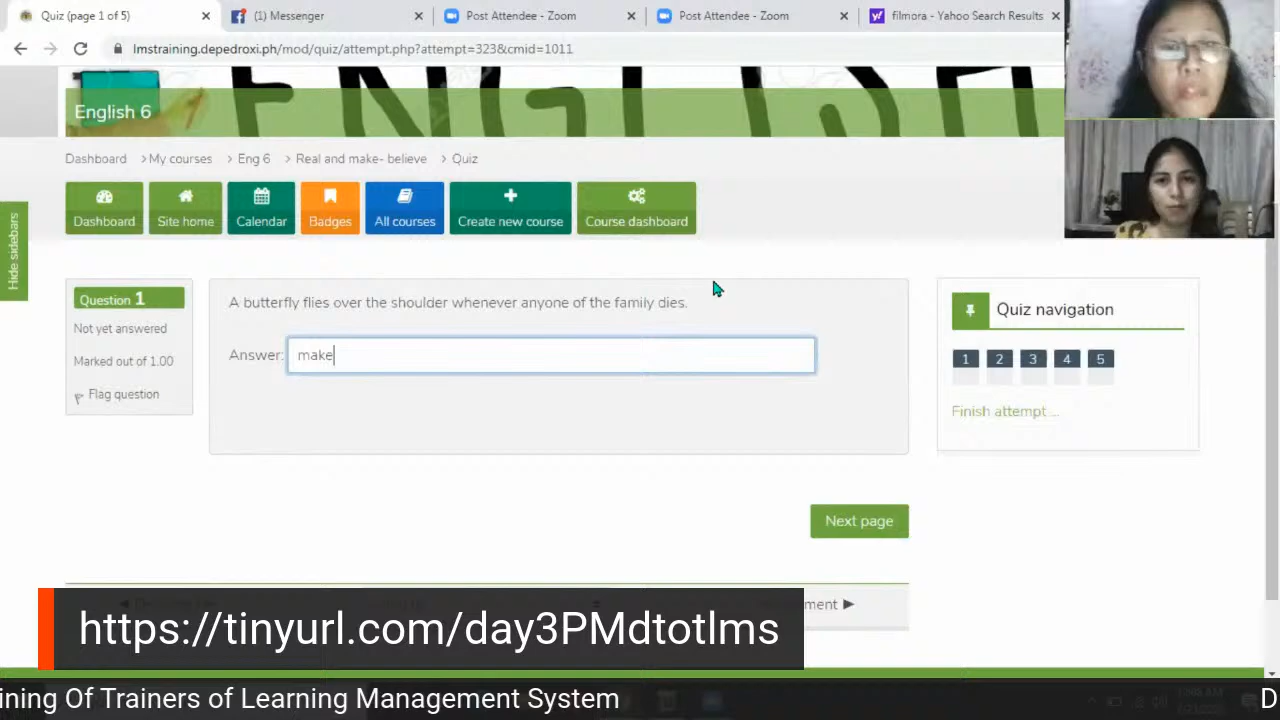 Quiz (page 1 of 5)
(1) Messenger
Post Attendee - Zoom
Post Attendee - Zoom
filmora - Yahoo Search Results
lmstraining.depedroxi.ph/mod/quiz/attempt.php?attempt=323&cmid=1011
ENGLISH
English 6
Dashboard > My courses > Eng 6 > Real and make- believe > Quiz
Dashboard
Site home
Calendar
Badges
All courses
Create new course
Course dashboard
Hide sidebars
Question 1
Not yet answered
Marked out of 1.00
Flag question
A butterfly flies over the shoulder whenever anyone of the family dies.
Answer: make
Quiz navigation
1 2 3 4 5
Finish attempt ...
Next page
ment ▶
https://tinyurl.com/day3PMdtotlms
ining Of Trainers of Learning Management System
D